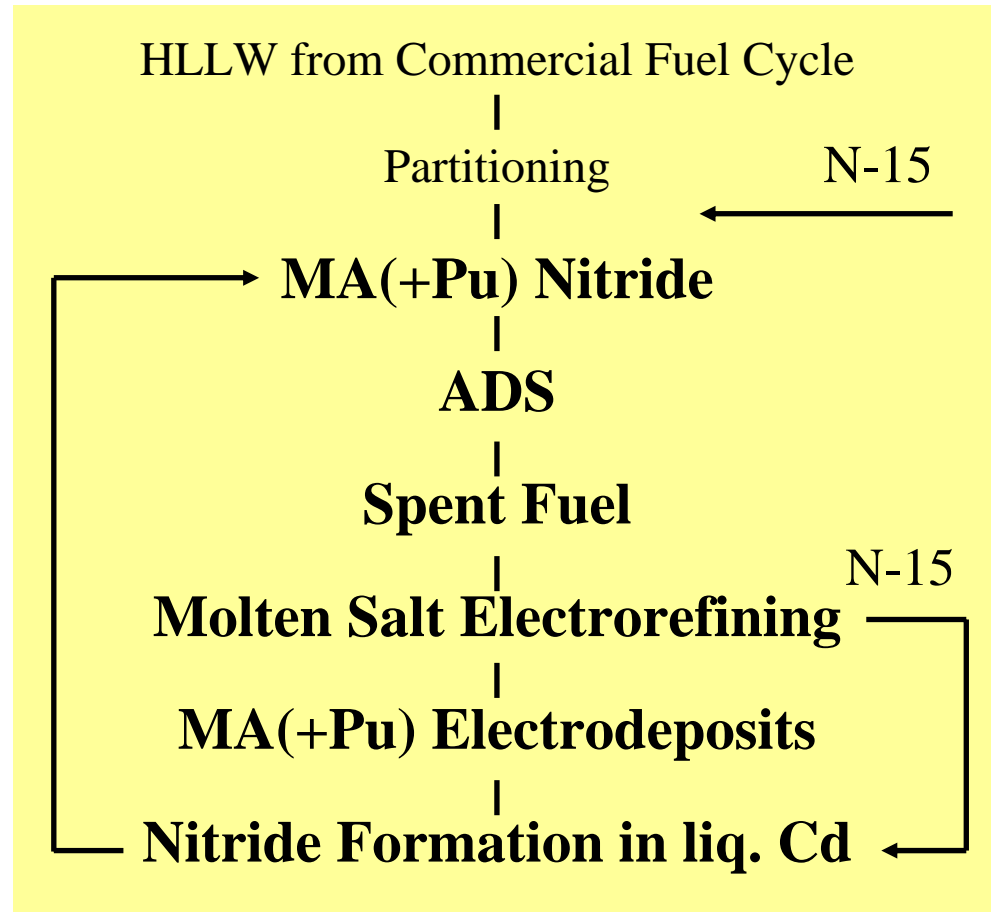 HLLW from Commercial Fuel Cycle
Partitioning
N-15
MA(+Pu) Nitride
ADS
Spent Fuel
N-15
Molten Salt Electrorefining
MA(+Pu) Electrodeposits
Nitride Formation in liq. Cd